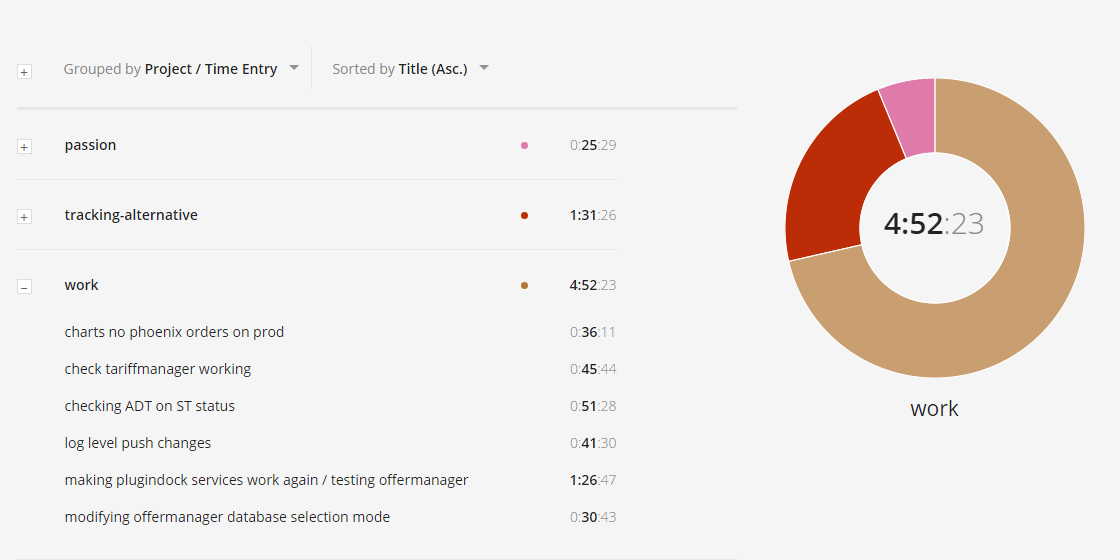 Grouped by Project / Time Entry
Sorted by Title (Asc.)
passion 0:25:29
tracking-alternative 1:31:26
work 4:52:23
charts no phoenix orders on prod 0:36:11
check tariffmanager working 0:45:44
checking ADT on ST status 0:51:28
log level push changes 0:41:30
making plugindock services work again / testing offermanager 1:26:47
modifying offermanager database selection mode 0:30:43
4:52:23
work